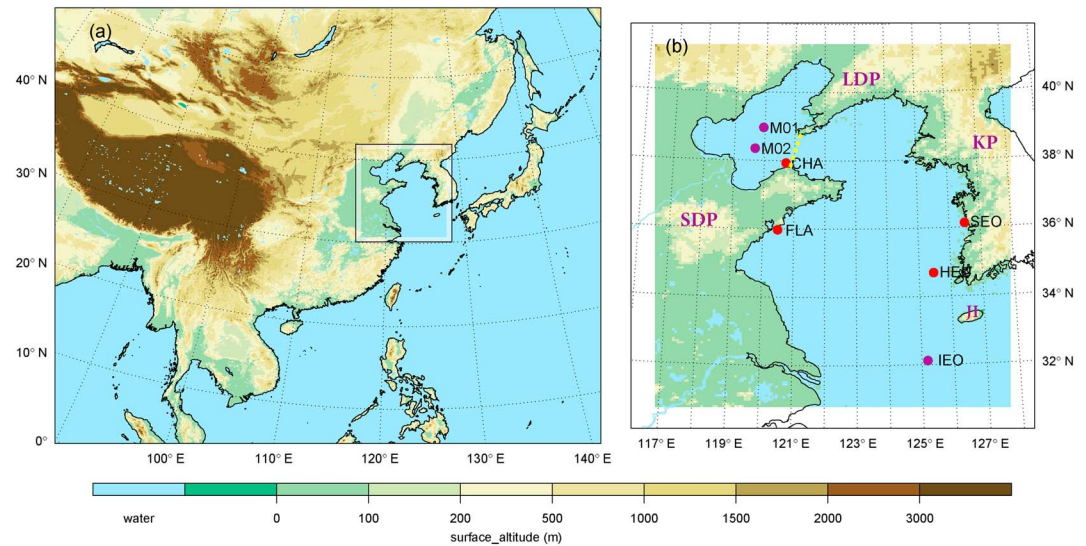 (a)
40° N
30° N
20° N
10° N
0°
100° E
110° E
120° E
130° E
140° E
(b)
LDP
40° N
M01
M02
CHA
KP
38° N
SDP
FLA
SEO
36° N
34° N
JI
IEO
32° N
117° E
119° E
121° E
123° E
125° E
127° E
water
0
100
200
500
1000
1500
2000
3000
surface_altitude (m)